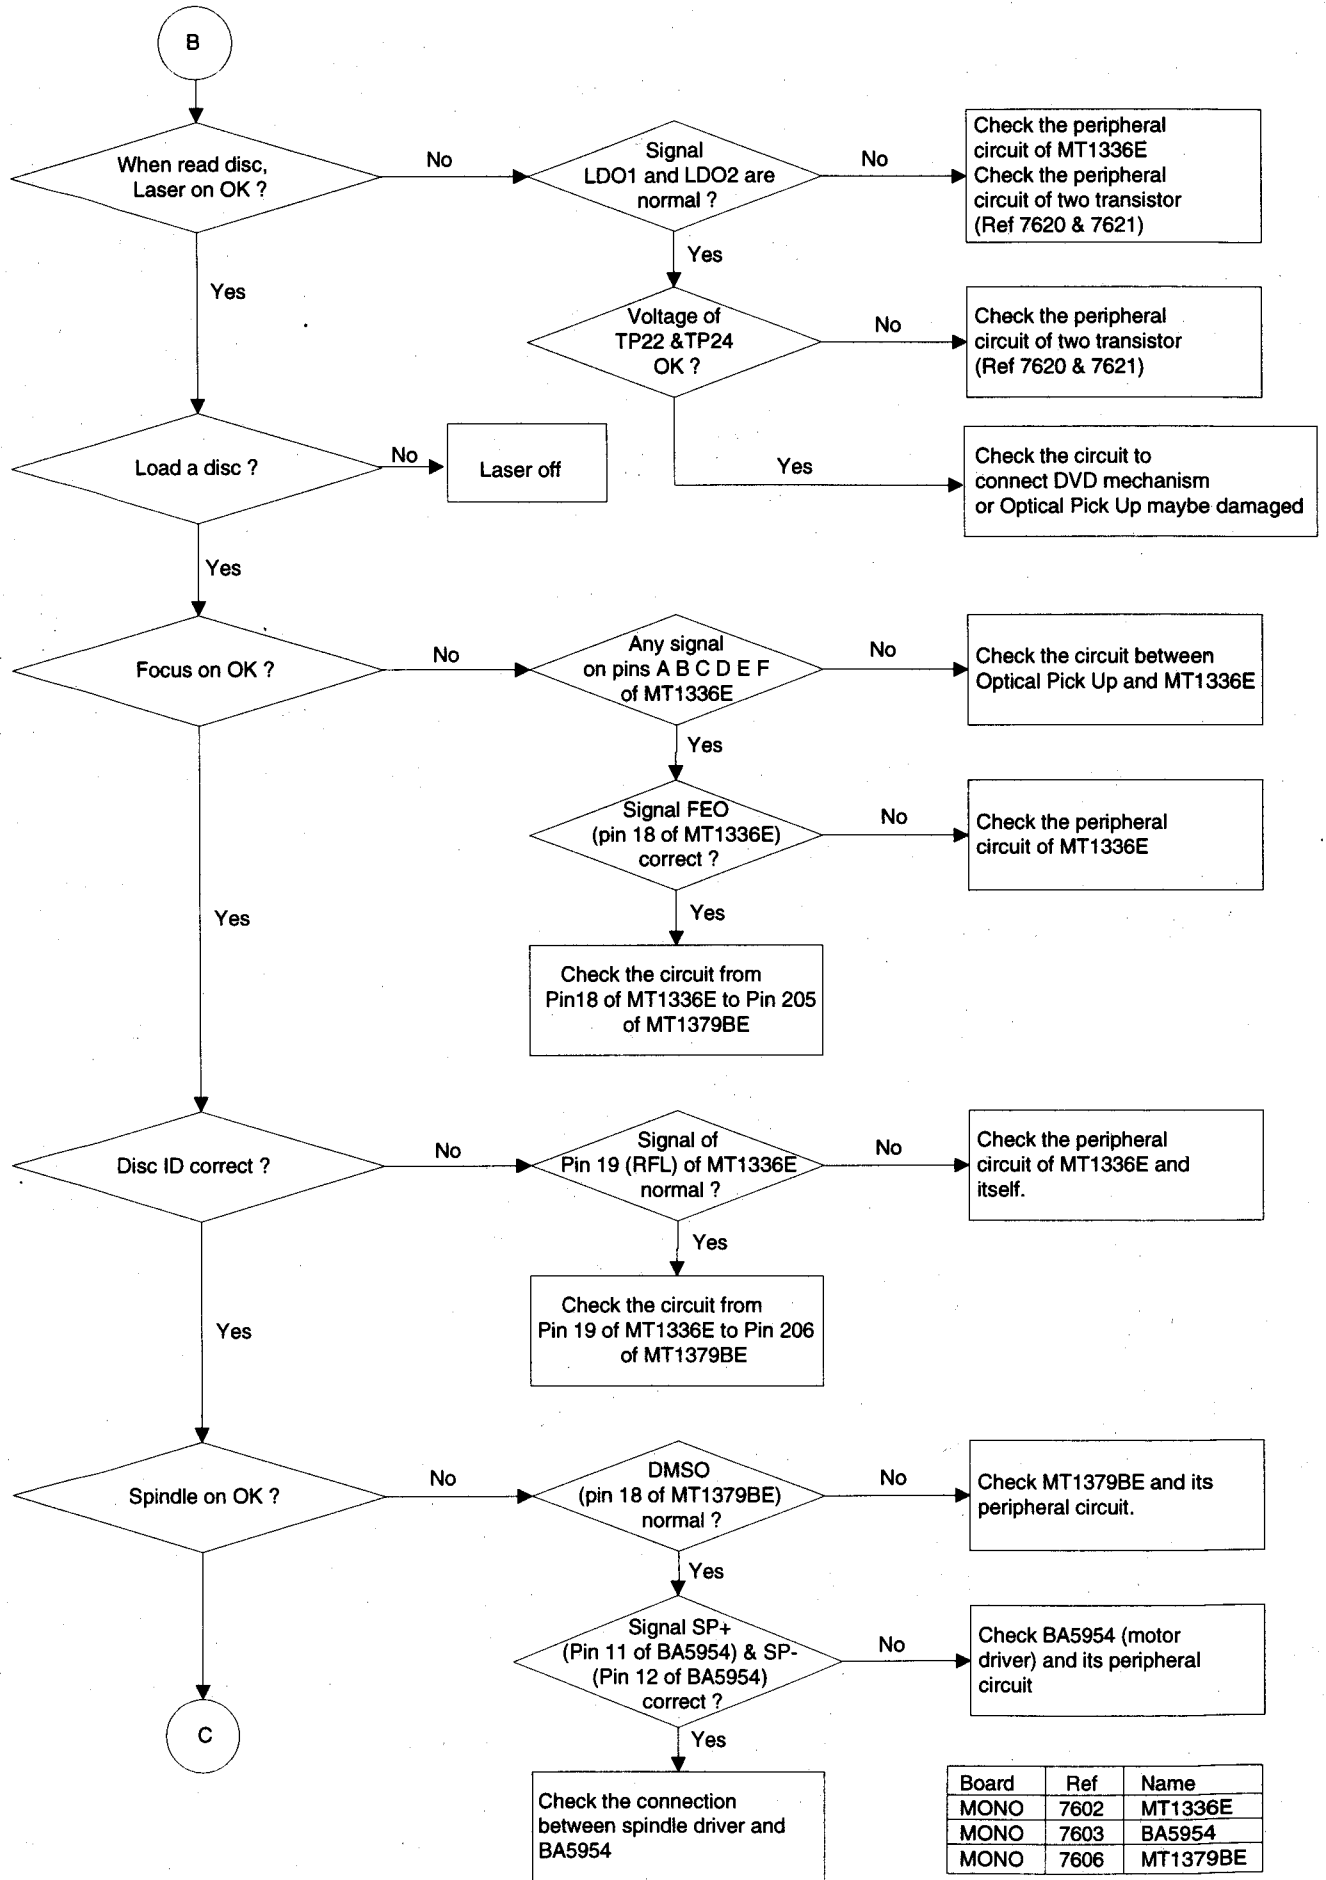 B
When read disc,
Laser on OK ?
No
Signal
LDO1 and LDO2 are
normal ?
No
Check the peripheral
circuit of MT1336E
Check the peripheral
circuit of two transistor
(Ref 7620 & 7621)
Yes
Yes
Voltage of
TP22 &TP24
OK ?
No
Check the peripheral
circuit of two transistor
(Ref 7620 & 7621)
Load a disc ?
No
Laser off
Yes
Check the circuit to
connect DVD mechanism
or Optical Pick Up maybe damaged
Yes
Focus on OK ?
No
Any signal
on pins A B C D E F
of MT1336E
No
Check the circuit between
Optical Pick Up and MT1336E
Yes
Signal FEO
(pin 18 of MT1336E)
correct ?
No
Check the peripheral
circuit of MT1336E
Yes
Yes
Check the circuit from
Pin18 of MT1336E to Pin 205
of MT1379BE
Disc ID correct ?
No
Signal of
Pin 19 (RFL) of MT1336E
normal ?
No
Check the peripheral
circuit of MT1336E and
itself.
Yes
Yes
Check the circuit from
Pin 19 of MT1336E to Pin 206
of MT1379BE
Spindle on OK ?
No
DMSO
(pin 18 of MT1379BE)
normal ?
No
Check MT1379BE and its
peripheral circuit.
Yes
Signal SP+
(Pin 11 of BA5954) & SP-
(Pin 12 of BA5954)
correct ?
No
Check BA5954 (motor
driver) and its peripheral
circuit
C
Yes
Check the connection
between spindle driver and
BA5954
Board Ref Name
MONO 7602 MT1336E
MONO 7603 BA5954
MONO 7606 MT1379BE